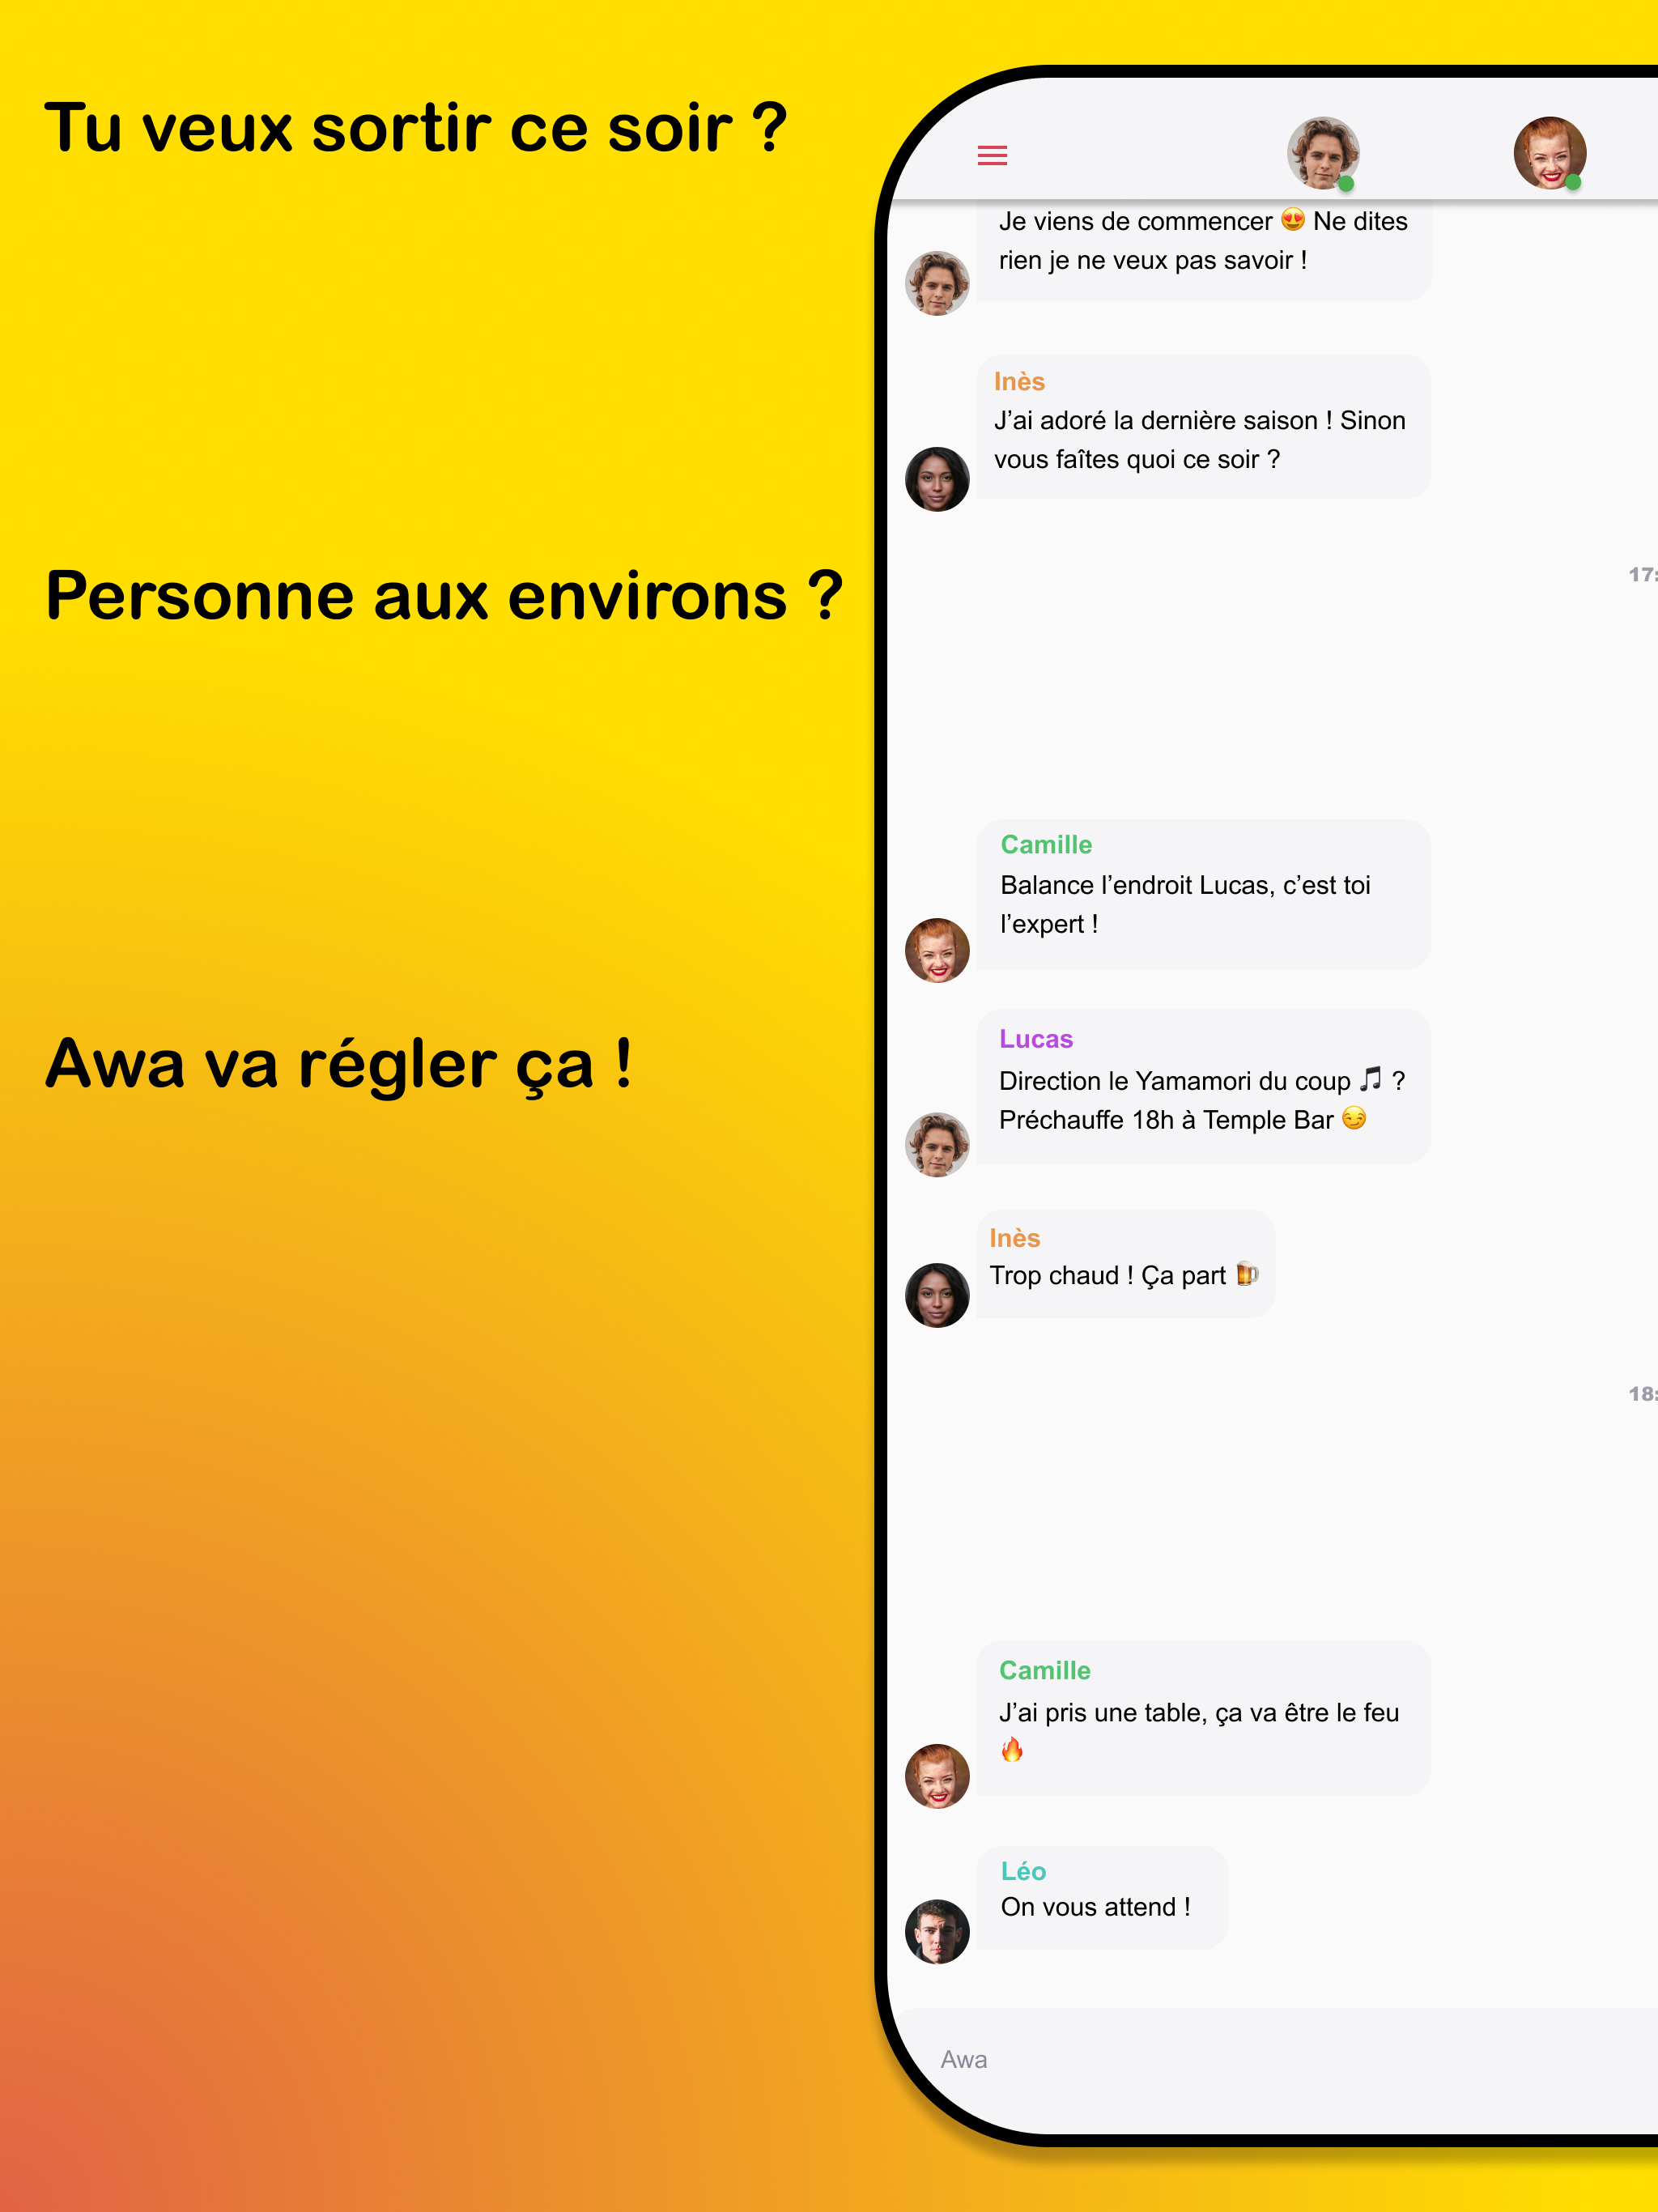 Tu veux sortir ce soir ?
Personne aux environs ?
Awa va régler ça !
Je viens de commencer 😍 Ne dites
rien je ne veux pas savoir !
Inès
J’ai adoré la dernière saison ! Sinon
vous faîtes quoi ce soir ?
17:
Camille
Balance l’endroit Lucas, c’est toi
l’expert !
Lucas
Direction le Yamamori du coup 🎵 ?
Préchauffe 18h à Temple Bar 😏
Inès
Trop chaud ! Ça part 🍺
18:
Camille
J’ai pris une table, ça va être le feu
🔥
Léo
On vous attend !
Awa